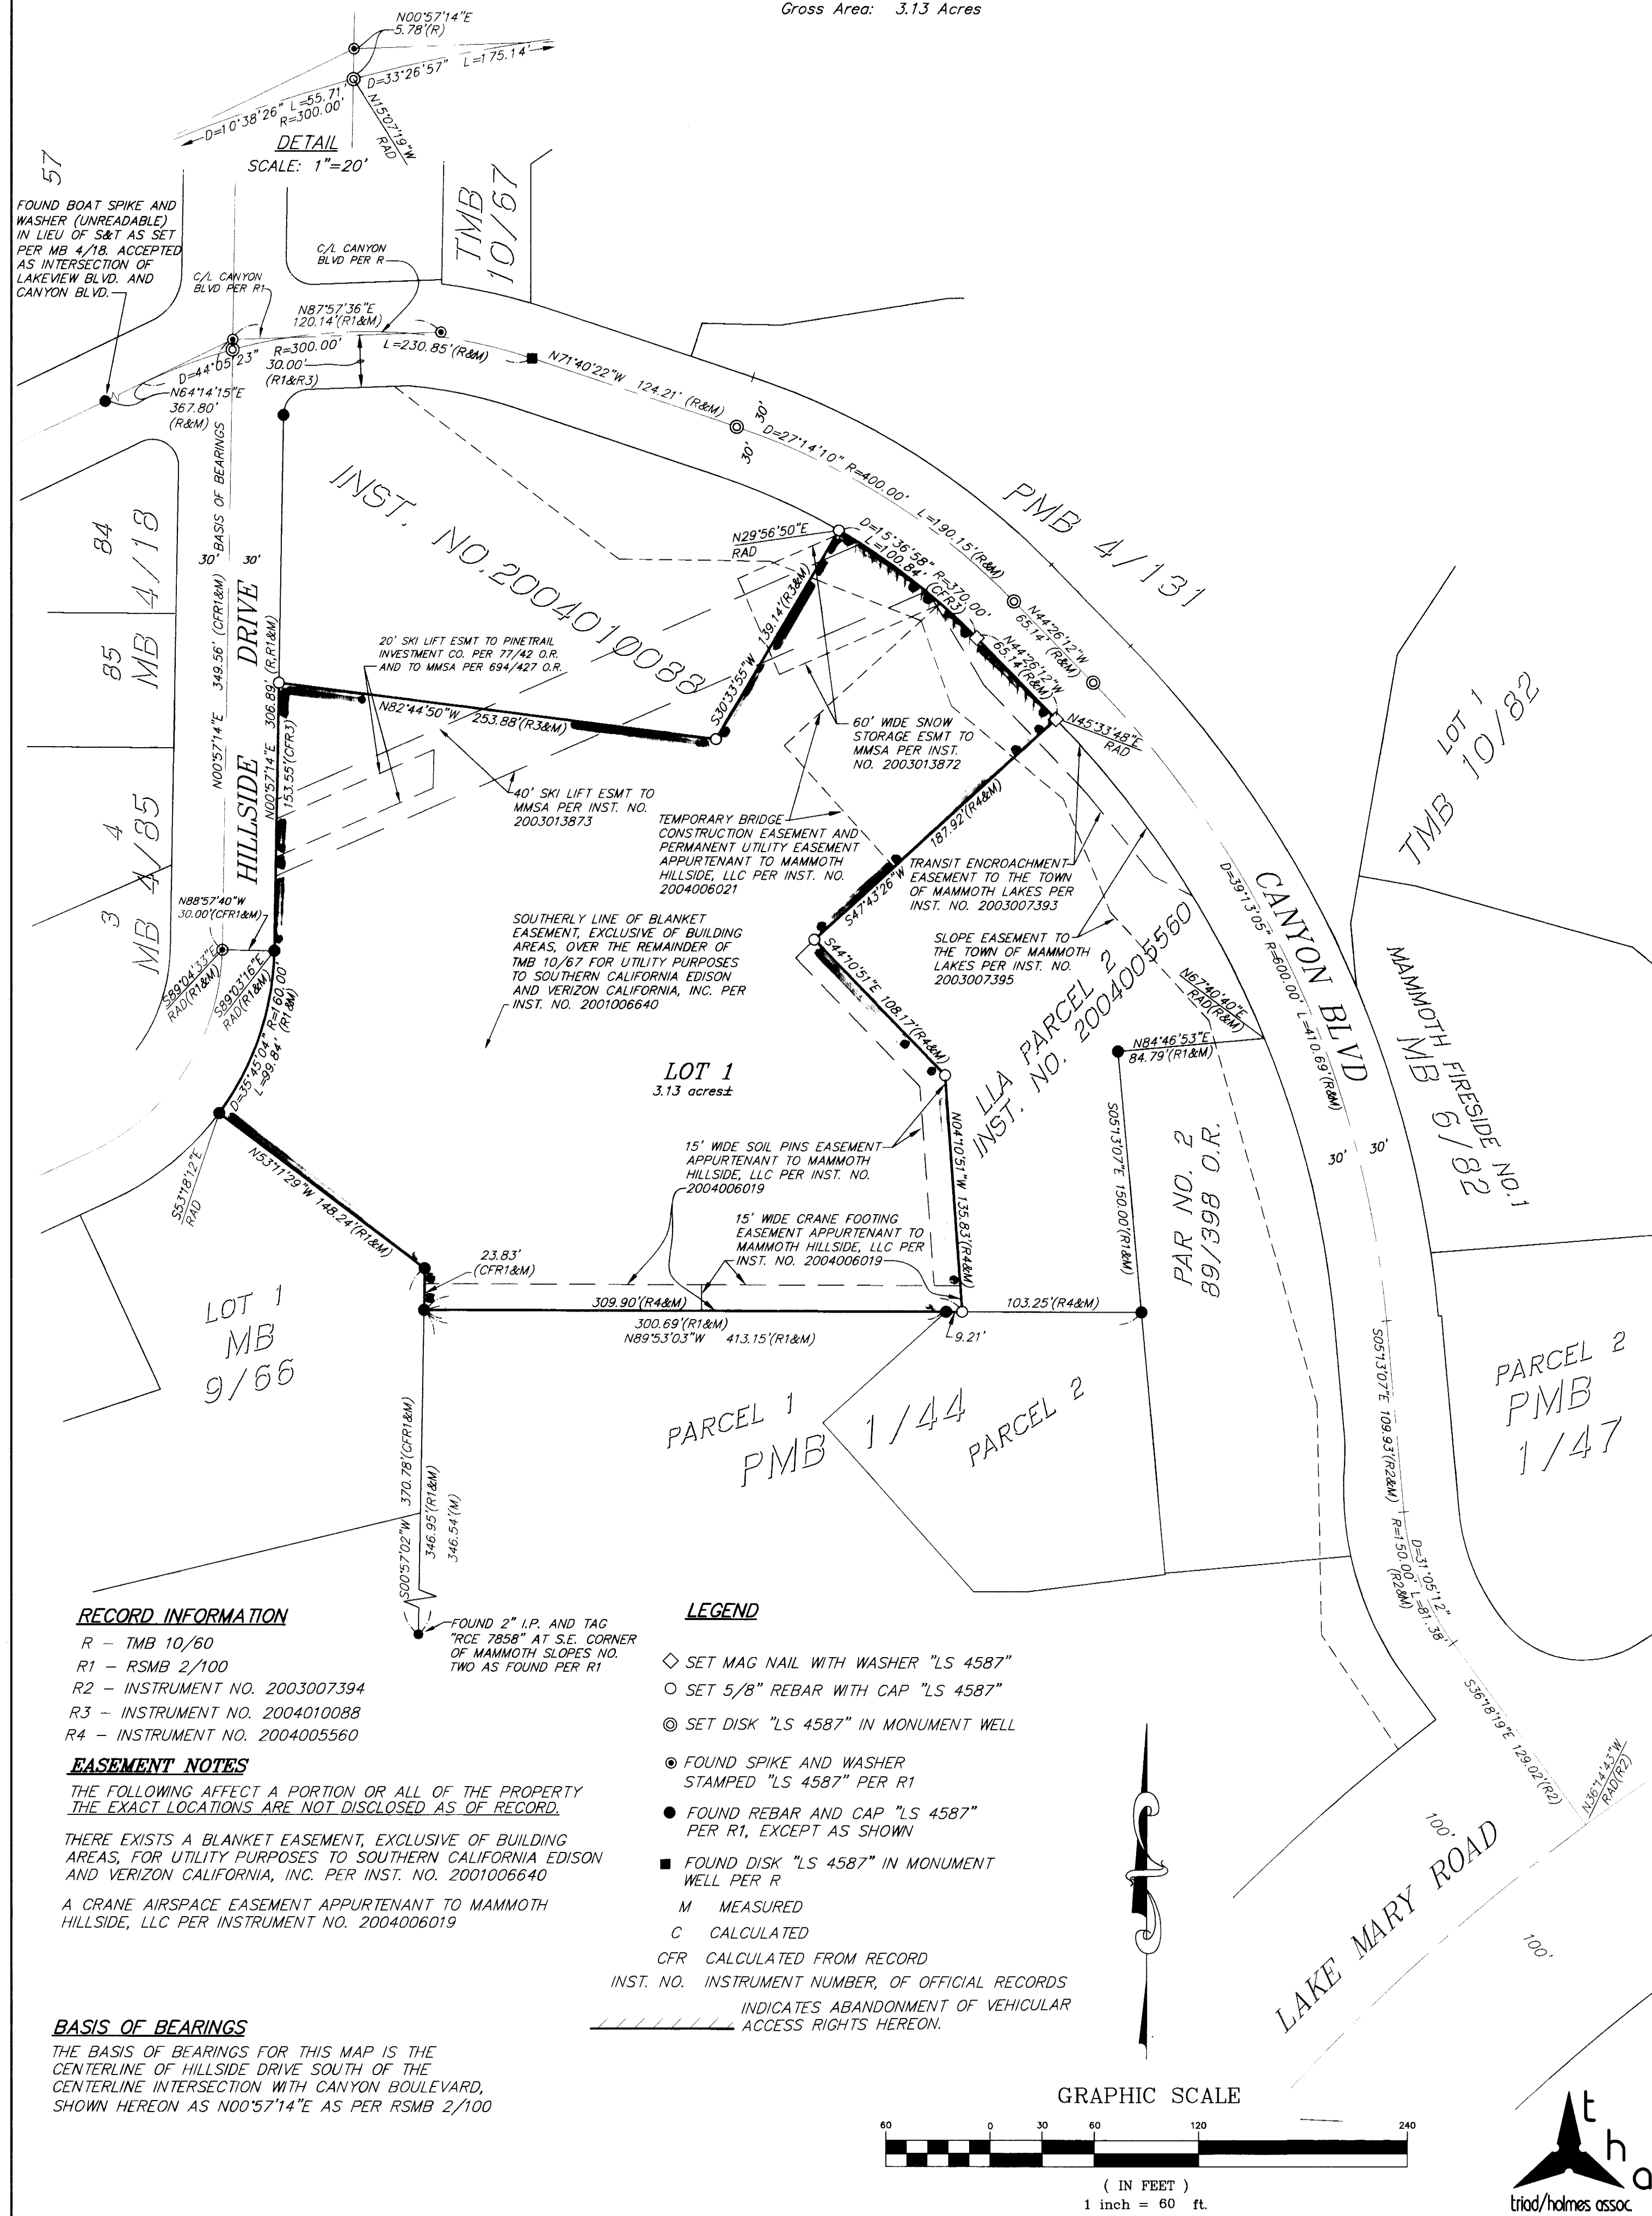 Gross Area: 3.13 Acres
N00°57'14"E
5.78'(R)
D=33°26'57" L=175.14'
D=10°38'26" L=55.71'
R=300.00'
N15°07'19"W
RAD
DETAIL
SCALE: 1"=20'
57
FOUND BOAT SPIKE AND
WASHER (UNREADABLE)
IN LIEU OF S&T AS SET
PER MB 4/18. ACCEPTED
AS INTERSECTION OF
LAKEVIEW BLVD. AND
CANYON BLVD.
C/L CANYON
BLVD PER R1
C/L CANYON
BLVD PER R
TMB
10/67
N87°57'36"E
120.14'(R1&M)
D=44°05'23"
R=300.00'
L=230.85'(R&M)
30.00'
(R1&R3)
N64°14'15"E
367.80'
(R&M)
N71°40'22"W 124.21' (R&M)
30'
30'
D=27°14'10" R=400.00'
L=190.15'(R&M)
PMB 4/131
INST. NO.2004010088
84
85
MB 4/18
N00°57'14"E 349.56' (CFR1&M)
BASIS OF BEARINGS
30'
30'
HILLSIDE DRIVE
N00°57'14"E 306.89' (R,R1&M)
153.55'(CFR3)
N29°56'50"E
RAD
D=15°36'58" R=370.00'
L=100.84' (CFR3)
N44°26'12"W
65.14'(R&M)
N44°26'12"W
65.14' (R&M)
N45°33'48"E
RAD
S30°33'55"W 139.14'(R3&M)
20' SKI LIFT ESMT TO PINETRAIL
INVESTMENT CO. PER 77/42 O.R.
AND TO MMSA PER 694/427 O.R.
N82°44'50"W 253.88'(R3&M)
60' WIDE SNOW
STORAGE ESMT TO
MMSA PER INST.
NO. 2003013872
40' SKI LIFT ESMT TO
MMSA PER INST. NO.
2003013873
TEMPORARY BRIDGE
CONSTRUCTION EASEMENT AND
PERMANENT UTILITY EASEMENT
APPURTENANT TO MAMMOTH
HILLSIDE, LLC PER INST. NO.
2004006021
S47°43'26"W 187.92'(R4&M)
TRANSIT ENCROACHMENT
EASEMENT TO THE TOWN
OF MAMMOTH LAKES PER
INST. NO. 2003007393
SLOPE EASEMENT TO
THE TOWN OF MAMMOTH
LAKES PER INST. NO.
2003007395
LOT 1
TMB 10/82
3
4
MB 4/85
N88°57'40"W
30.00'(CFR1&M)
S89°04'33"E
RAD(R1&M)
S89°03'16"E
RAD(R1&M)
D=35°45'04" R=160.00'
L=99.84' (R1&M)
SOUTHERLY LINE OF BLANKET
EASEMENT, EXCLUSIVE OF BUILDING
AREAS, OVER THE REMAINDER OF
TMB 10/67 FOR UTILITY PURPOSES
TO SOUTHERN CALIFORNIA EDISON
AND VERIZON CALIFORNIA, INC. PER
INST. NO. 2001006640
S44°10'51"E 108.17'(R4&M)
LLA PARCEL 2
INST. NO. 2004005560
CANYON BLVD
D=39°13'05" R=600.00' L=410.69'(R&M)
N67°40'40"E
RAD(R&M)
N84°46'53"E
84.79'(R1&M)
MAMMOTH FIRESIDE NO.1
MB 6/82
LOT 1
3.13 acres±
S05°13'07"E 150.00'(R1&M)
PAR NO. 2
89/398 O.R.
30'
30'
N04°10'51"W 135.83'(R4&M)
15' WIDE SOIL PINS EASEMENT
APPURTENANT TO MAMMOTH
HILLSIDE, LLC PER INST. NO.
2004006019
15' WIDE CRANE FOOTING
EASEMENT APPURTENANT TO
MAMMOTH HILLSIDE, LLC PER
INST. NO. 2004006019
S53°18'12"E
RAD
N53°11'29"W 148.24'(R1&M)
23.83'
(CFR1&M)
309.90'(R4&M)
300.69'(R1&M)
N89°53'03"W 413.15'(R1&M)
103.25'(R4&M)
9.21'
LOT 1
MB
9/66
PARCEL 1
PMB 1/44
PARCEL 2
PARCEL 2
PMB
1/47
S05°13'07"E 109.93'(R2&M)
D=31°05'12"
R=150.00' L=81.38'
(R2&M)
S00°57'02"W 370.78'(CFR1&M)
346.95'(R1&M)
346.54'(M)
FOUND 2" I.P. AND TAG
"RCE 7858" AT S.E. CORNER
OF MAMMOTH SLOPES NO.
TWO AS FOUND PER R1
S36°18'19"E 129.02'(R2)
N36°14'43"W
RAD(R2)
100'
LAKE MARY ROAD
100'
RECORD INFORMATION
R - TMB 10/60
R1 - RSMB 2/100
R2 - INSTRUMENT NO. 2003007394
R3 - INSTRUMENT NO. 2004010088
R4 - INSTRUMENT NO. 2004005560
EASEMENT NOTES
THE FOLLOWING AFFECT A PORTION OR ALL OF THE PROPERTY
THE EXACT LOCATIONS ARE NOT DISCLOSED AS OF RECORD.
THERE EXISTS A BLANKET EASEMENT, EXCLUSIVE OF BUILDING
AREAS, FOR UTILITY PURPOSES TO SOUTHERN CALIFORNIA EDISON
AND VERIZON CALIFORNIA, INC. PER INST. NO. 2001006640
A CRANE AIRSPACE EASEMENT APPURTENANT TO MAMMOTH
HILLSIDE, LLC PER INSTRUMENT NO. 2004006019
BASIS OF BEARINGS
THE BASIS OF BEARINGS FOR THIS MAP IS THE
CENTERLINE OF HILLSIDE DRIVE SOUTH OF THE
CENTERLINE INTERSECTION WITH CANYON BOULEVARD,
SHOWN HEREON AS N00°57'14"E AS PER RSMB 2/100
LEGEND
SET MAG NAIL WITH WASHER "LS 4587"
SET 5/8" REBAR WITH CAP "LS 4587"
SET DISK "LS 4587" IN MONUMENT WELL
FOUND SPIKE AND WASHER
STAMPED "LS 4587" PER R1
FOUND REBAR AND CAP "LS 4587"
PER R1, EXCEPT AS SHOWN
FOUND DISK "LS 4587" IN MONUMENT
WELL PER R
M MEASURED
C CALCULATED
CFR CALCULATED FROM RECORD
INST. NO. INSTRUMENT NUMBER, OF OFFICIAL RECORDS
INDICATES ABANDONMENT OF VEHICULAR
ACCESS RIGHTS HEREON.
GRAPHIC SCALE
60 0 30 60 120 240
( IN FEET )
1 inch = 60 ft.
t
h
a
triad/holmes assoc